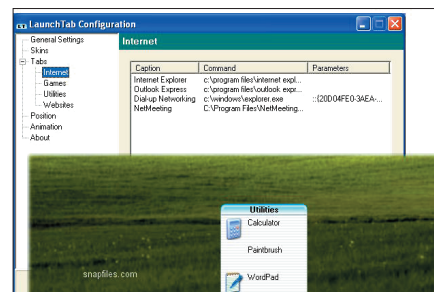 LaunchTab Configuration
General Settings
Skins
Tabs
Internet
Games
Utilities
Websites
Position
Animation
About
Internet
Caption Command Parameters
Internet Explorer c:\program files\internet expl...
Outlook Express c:\program files\outlook expr...
Dial-up Networking c:\windows\explorer.exe ::{20D04FE0-3AEA-...
NetMeeting C:\Program Files\NetMeeting...
Utilities
Calculator
Paintbrush
WordPad
snapfiles.com